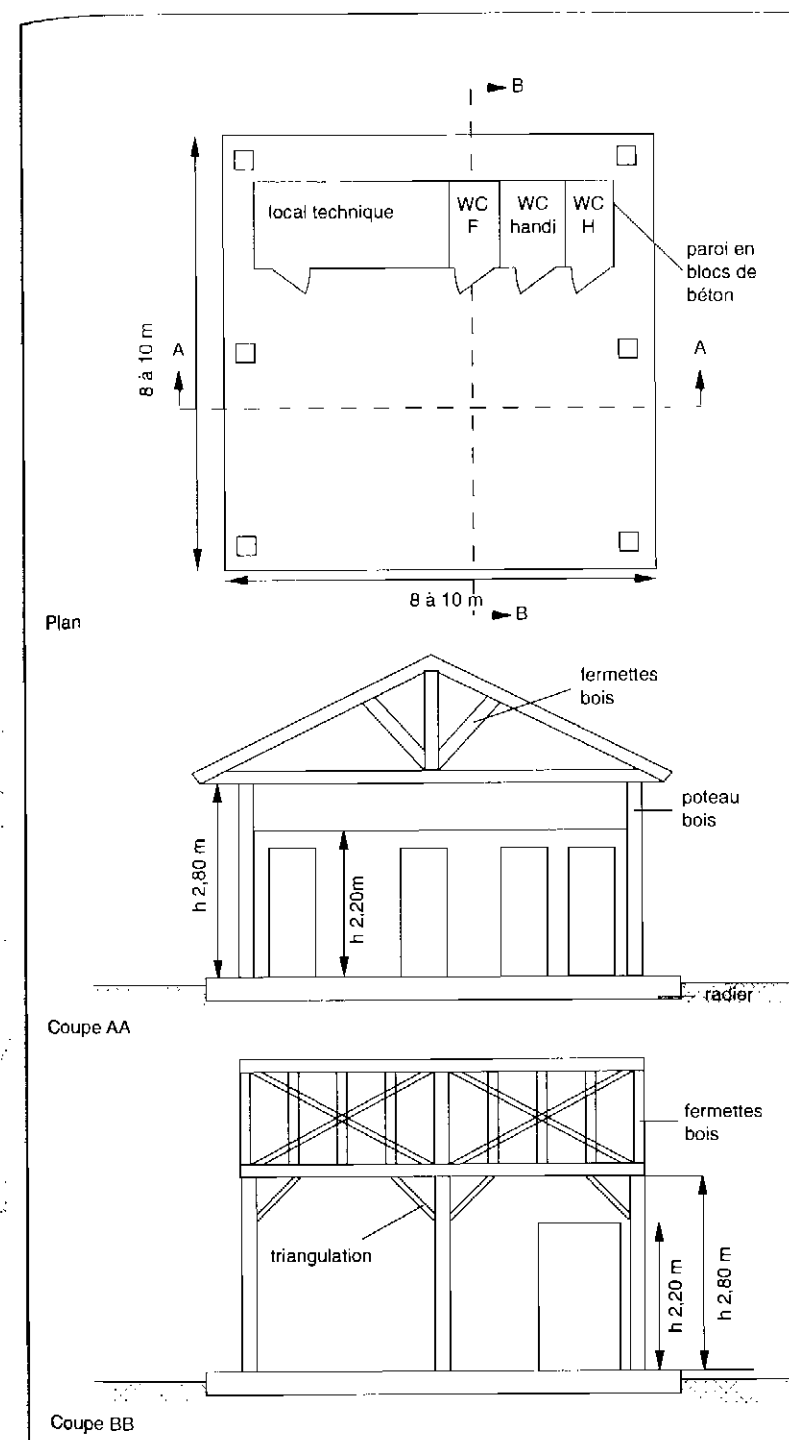 B
local technique
WC
F
WC
handi
WC
H
paroi en
blocs de
béton
A
A
8 à 10 m
8 à 10 m
B
Plan
fermettes
bois
poteau
bois
h 2,80 m
h 2,20m
radier
Coupe AA
fermettes
bois
triangulation
h 2,20 m
h 2,80 m
Coupe BB